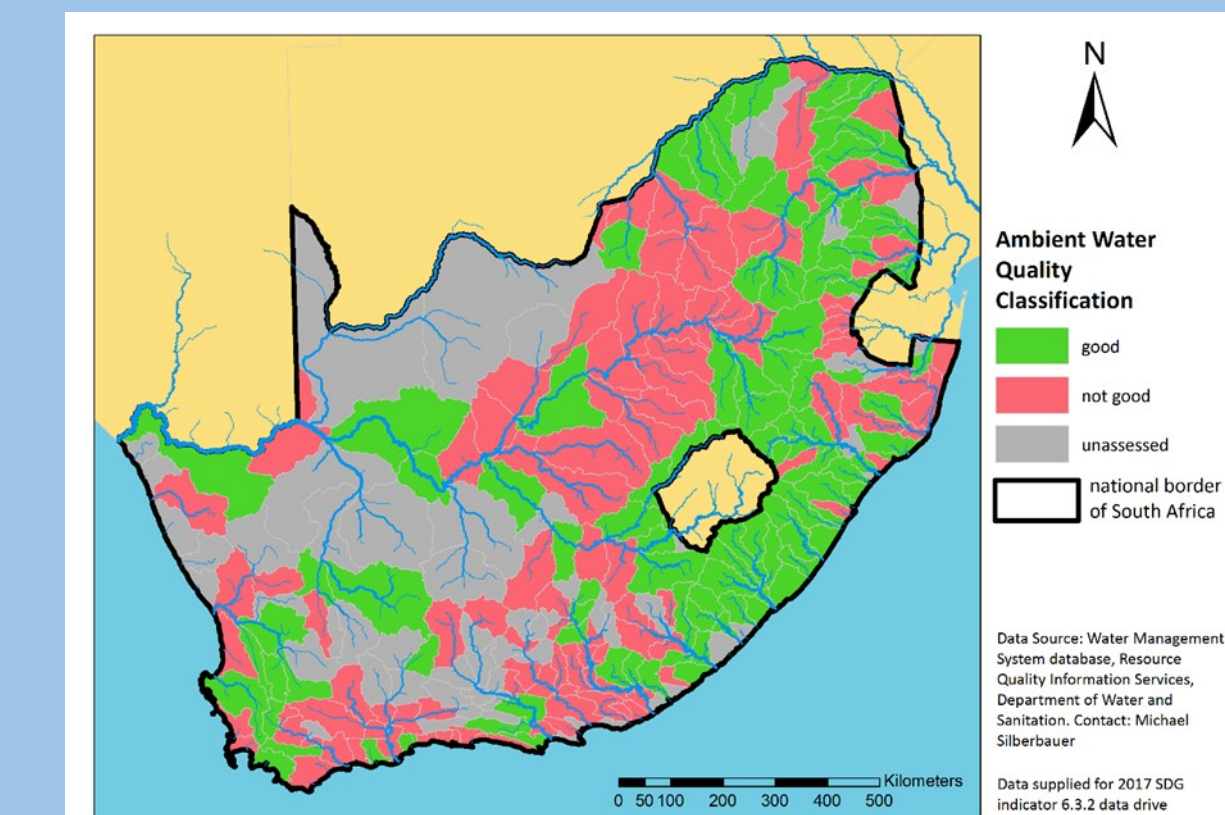 N
Ambient Water
Quality
Classification
good
not good
unassessed
national border
of South Africa
Data Source: Water Management
System database, Resource
Quality Information Services,
Department of Water and
Sanitation. Contact: Michael
Silberbauer
Data supplied for 2017 SDG
indicator 6.3.2 data drive
Kilometers
0 50 100 200 300 400 500